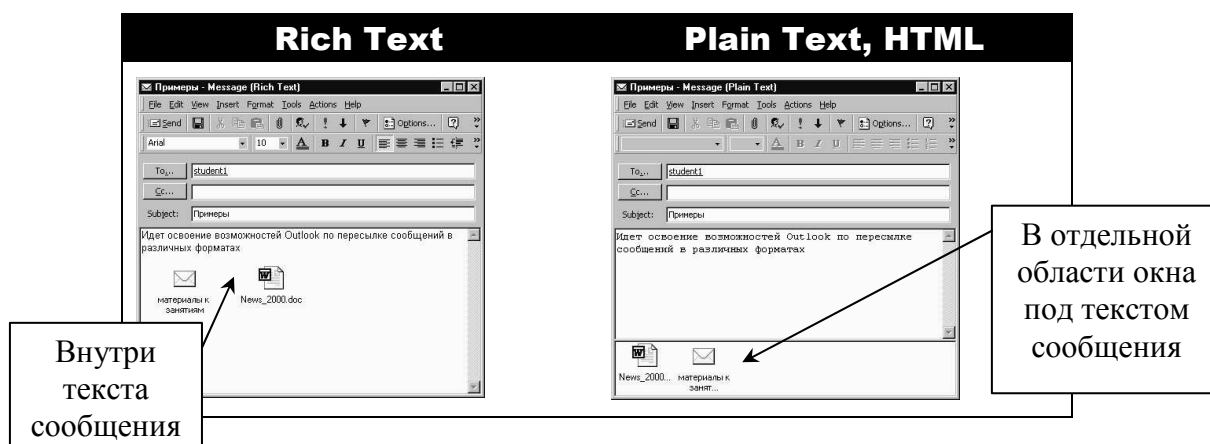 Rich Text
Plain Text, HTML
Примеры - Message (Rich Text)
File Edit View Insert Format Tools Actions Help
Send Options...
Arial 10 A B I U
To... student1
Cc...
Subject: Примеры
Идет освоение возможностей Outlook по пересылке сообщений в
различных форматах
материалы к
занятиям
News_2000.doc
Внутри
текста
сообщения
Примеры - Message (Plain Text)
File Edit View Insert Format Tools Actions Help
Send Options...
A B I U
To... student1
Cc...
Subject: Примеры
Идет освоение возможностей Outlook по пересылке
сообщений в различных форматах
News_2000...
материалы к
занят...
В отдельной
области окна
под текстом
сообщения